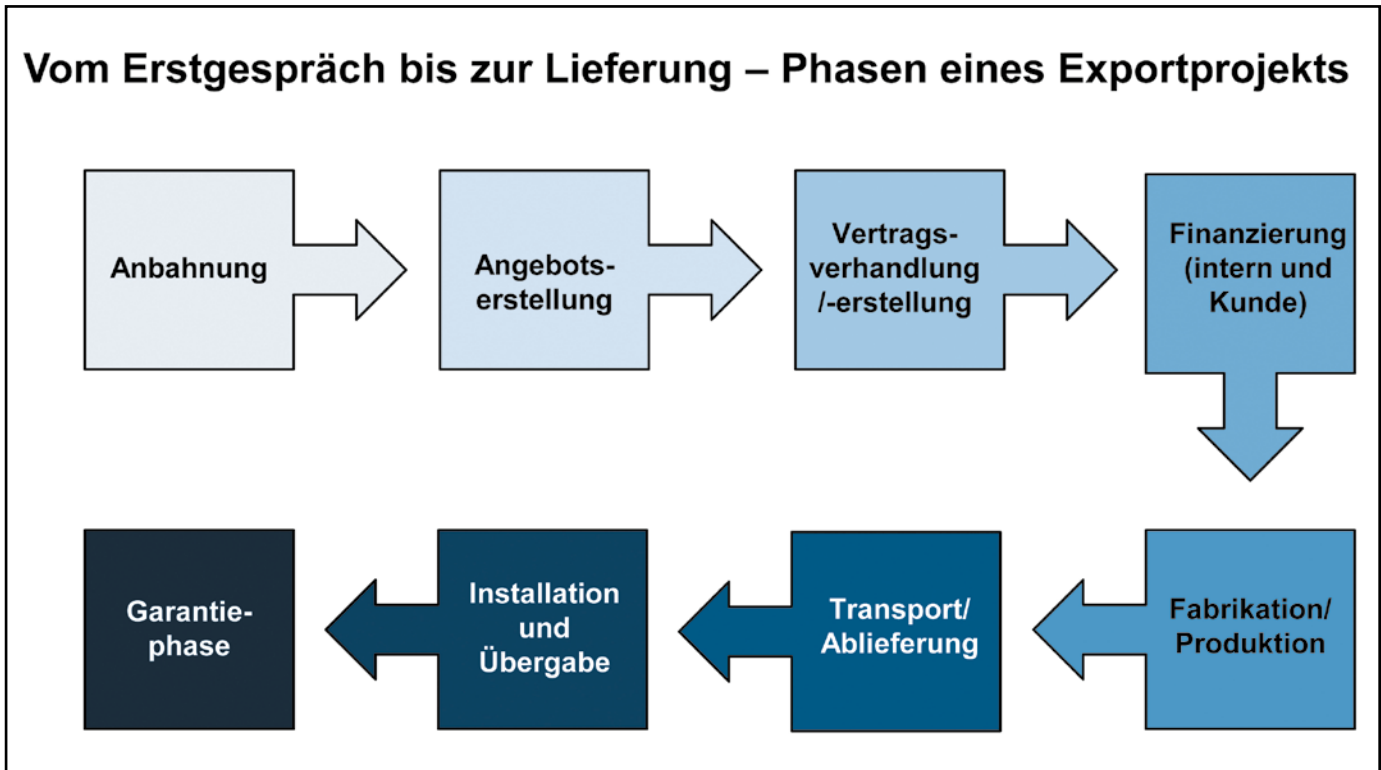 Vom Erstgespräch bis zur Lieferung – Phasen eines Exportprojekts
Anbahnung
Angebots-
erstellung
Vertrags-
verhandlung
/-erstellung
Finanzierung
(intern und
Kunde)
Fabrikation/
Produktion
Transport/
Ablieferung
Installation
und
Übergabe
Garantie-
phase